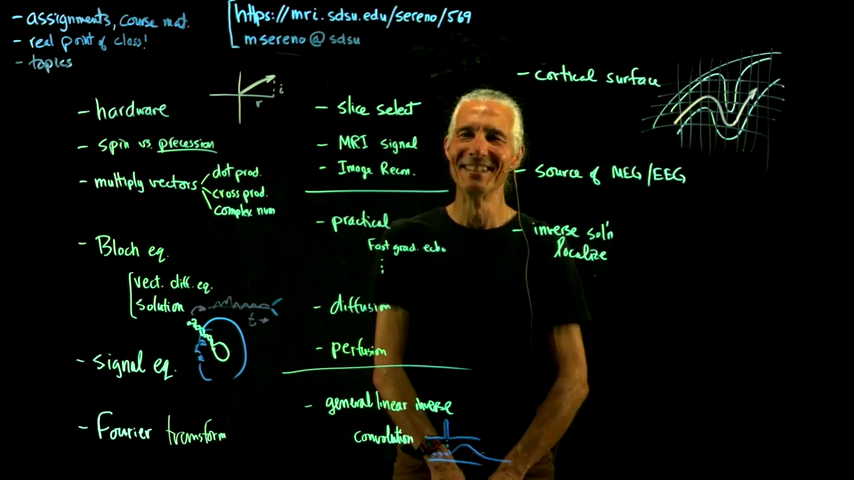 - assignments, course mat.
- real point of class!
- topics
https://mri.sdsu.edu/sereno/569
msereno@sdsu
- hardware
r
i
- spin vs. precession
- multiply vectors
dot prod.
cross prod.
complex num
- Bloch eq.
vect. diff. eq.
solution
t →
- signal eq.
- Fourier transform
- slice select
- MRI signal
- Image Recon.
- practical
Fast grad. echo
⋮
- diffusion
- perfusion
- general linear inverse
convolution
- cortical surface
- source of MEG/EEG
- inverse sol'n
localize